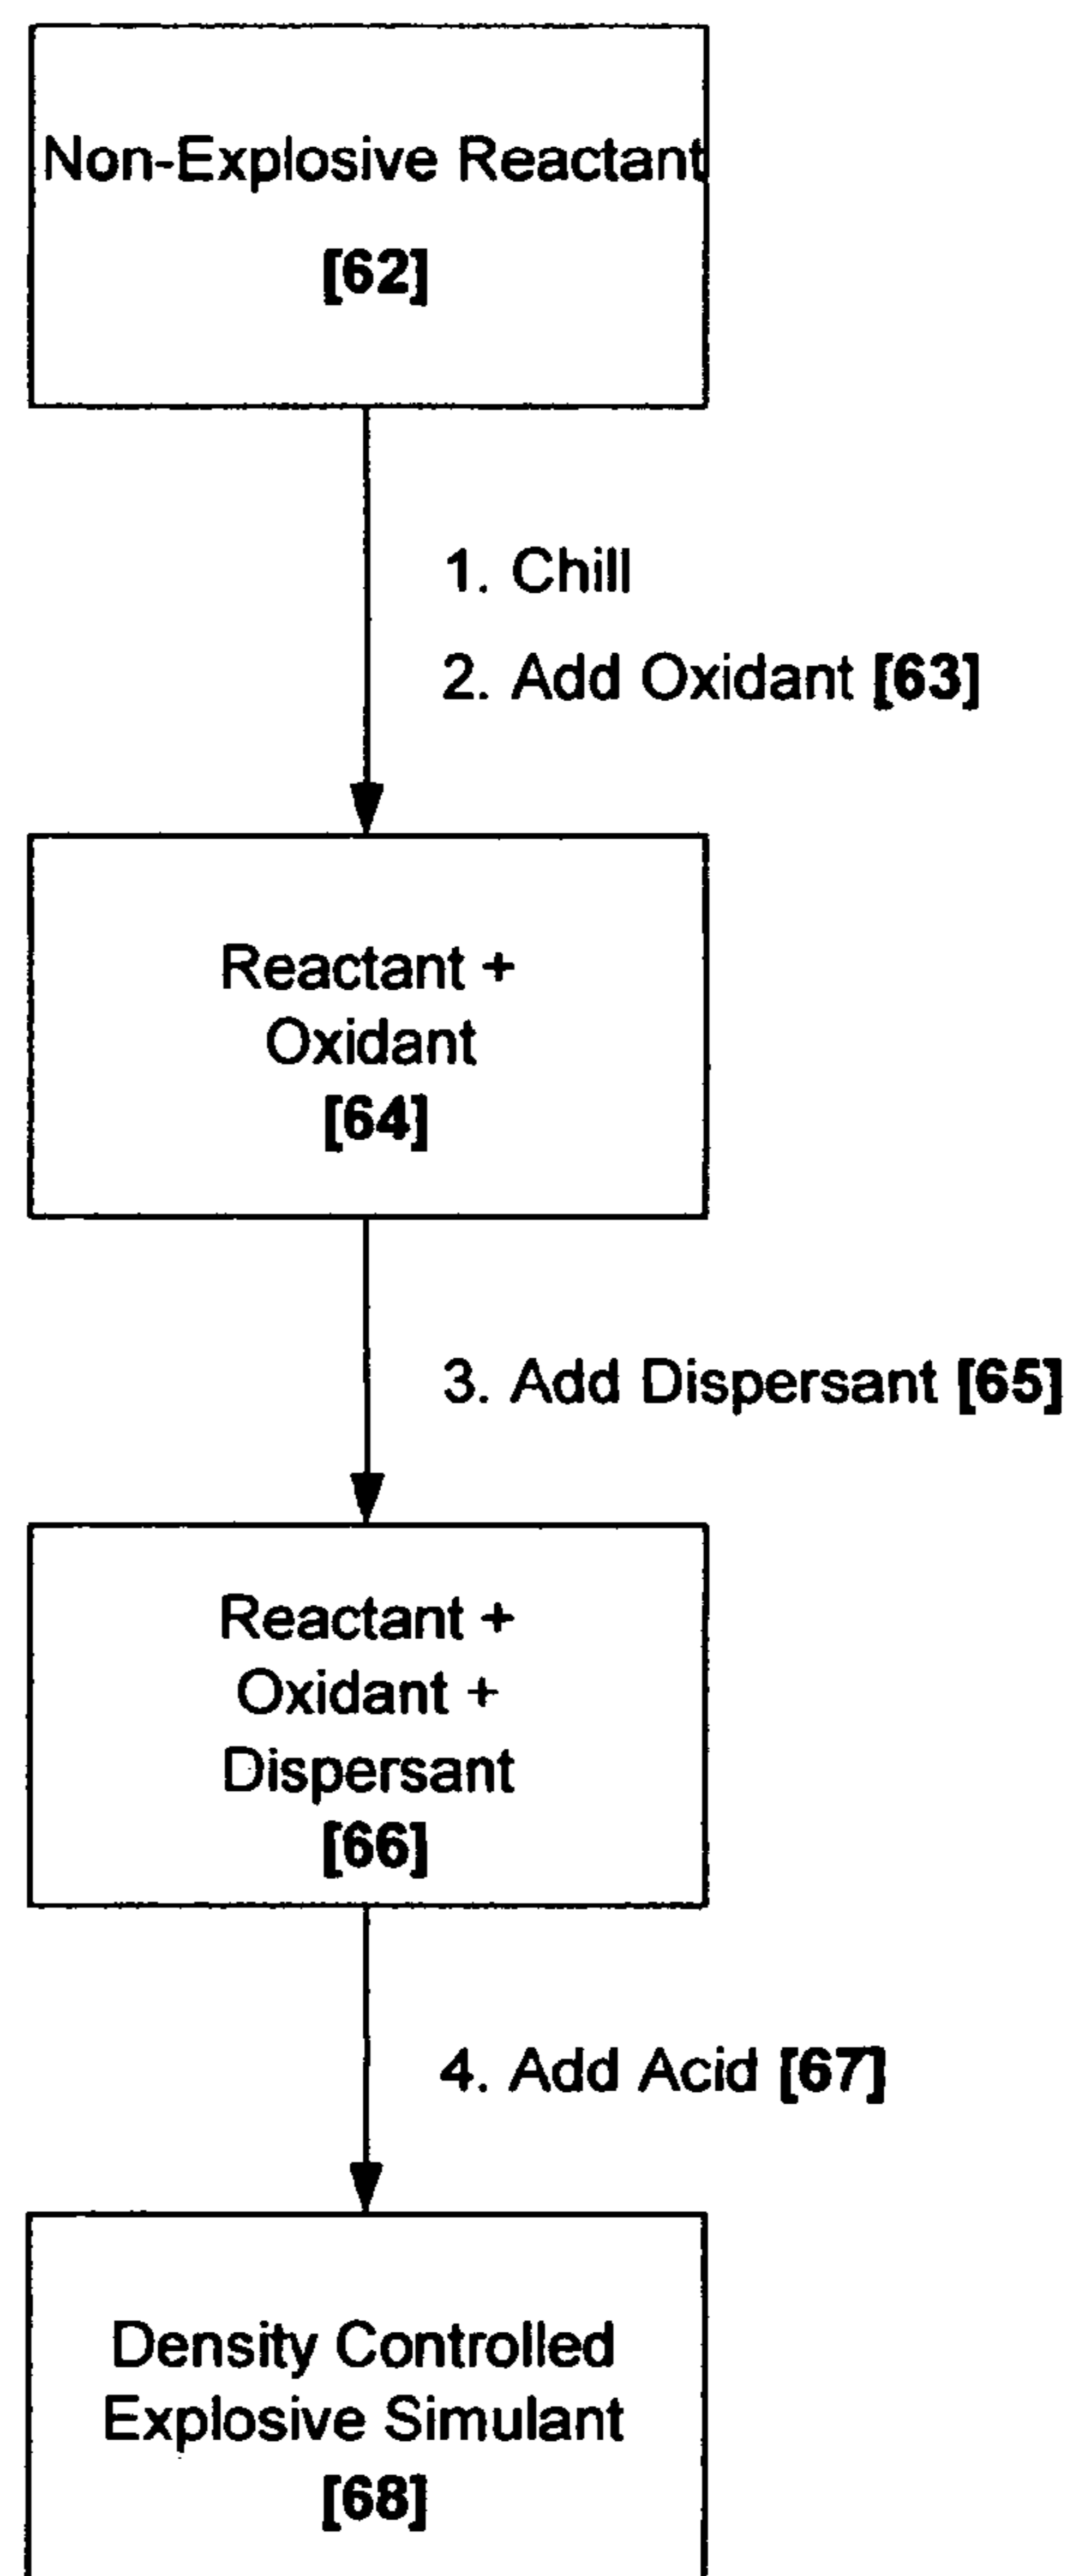 Non-Explosive Reactant
[62]
1. Chill
2. Add Oxidant [63]
Reactant +
Oxidant
[64]
3. Add Dispersant [65]
Reactant +
Oxidant +
Dispersant
[66]
4. Add Acid [67]
Density Controlled
Explosive Simulant
[68]